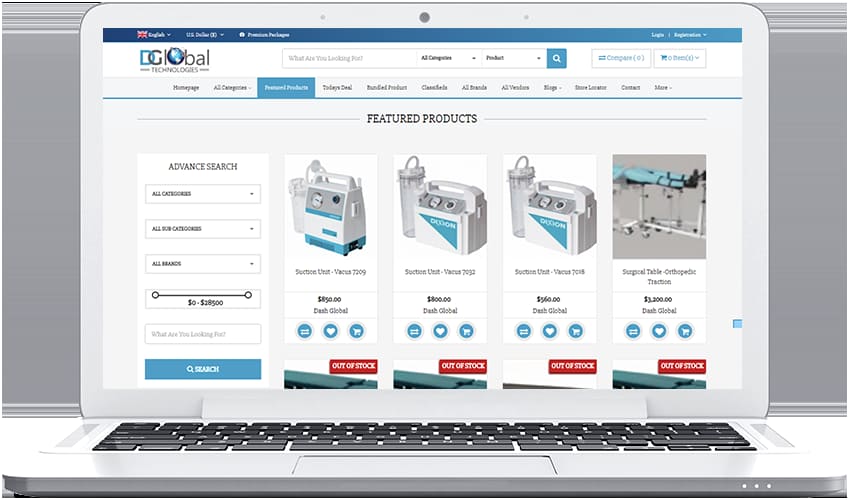 English U.S. Dollar ($) Premium Packages Login | Registration
DGlobal
TECHNOLOGIES
What Are You Looking For? All Categories Product Compare ( 0 ) 0 Item(s)
Homepage All Categories Featured Products Todays Deal Bundled Product Classifieds All Brands All Vendors Blogs Store Locator Contact More
FEATURED PRODUCTS
ADVANCE SEARCH
ALL CATEGORIES
ALL SUB CATEGORIES
ALL BRANDS
$0 - $28500
What Are You Looking For?
SEARCH
DIXION
DIXION
Suction Unit - Vacus 7209
$850.00
Dash Global
Suction Unit - Vacus 7032
$800.00
Dash Global
Suction Unit - Vacus 7018
$560.00
Dash Global
Surgical Table -Orthopedic
Traction
$3,200.00
Dash Global
OUT OF STOCK
OUT OF STOCK
OUT OF STOCK
OUT OF STOCK